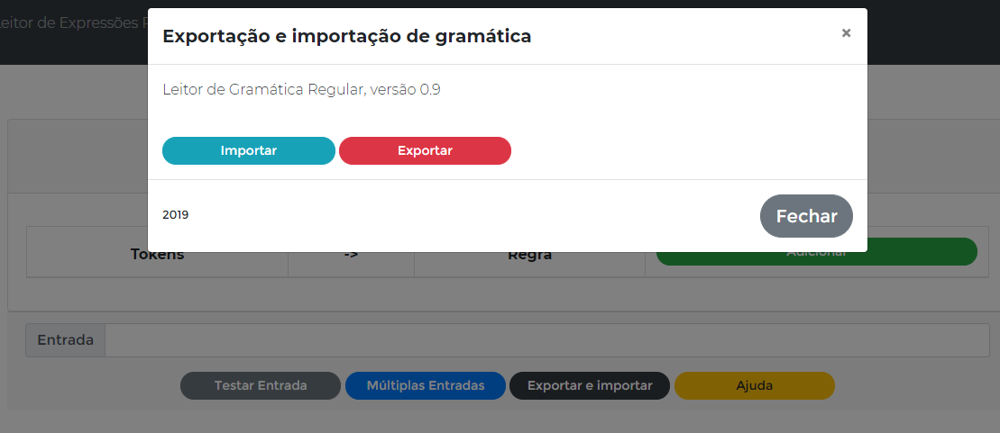 eitor de Expressões
Exportação e importação de gramática
×
Leitor de Gramática Regular, versão 0.9
Importar Exportar
2019
Fechar
Tokens -> Regra Adicionar
Entrada
Testar Entrada Múltiplas Entradas Exportar e importar Ajuda